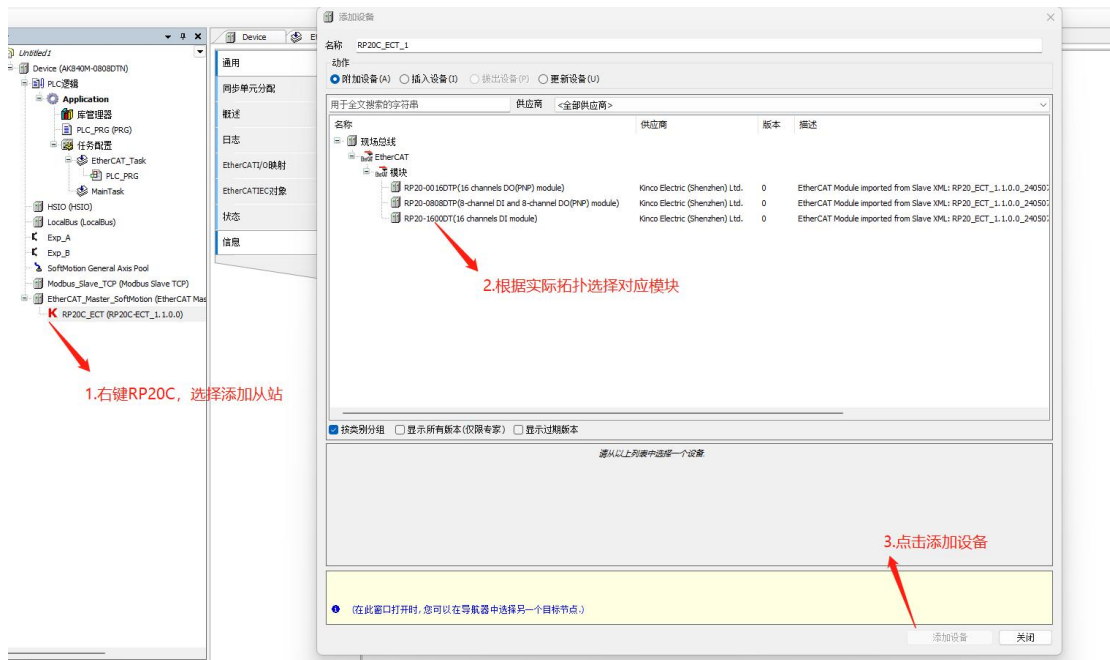 添加设备
Untitled1
Device (AK840M-0808DTN)
PLC逻辑
Application
库管理器
PLC_PRG (PRG)
任务配置
EtherCAT_Task
PLC_PRG
MainTask
HSIO (HSIO)
LocalBus (LocalBus)
Exp_A
Exp_B
SoftMotion General Axis Pool
Modbus_Slave_TCP (Modbus Slave TCP)
EtherCAT_Master_SoftMotion (EtherCAT Mas
RP20C_ECT (RP20C-ECT_1.1.0.0)
1.右键RP20C，选择添加从站
Device
通用
同步单元分配
概述
日志
EtherCATI/O映射
EtherCATIEC对象
状态
信息
名称 RP20C_ECT_1
动作
附加设备(A) 插入设备(I) 拔出设备(P) 更新设备(U)
用于全文搜索的字符串 供应商 <全部供应商>
名称 供应商 版本 描述
现场总线
EtherCAT
模块
RP20-0016DTP(16 channels DO(PNP) module) Kinco Electric (Shenzhen) Ltd. 0 EtherCAT Module imported from Slave XML: RP20_ECT_1.1.0.0_240507
RP20-0808DTP(8-channel DI and 8-channel DO(PNP) module) Kinco Electric (Shenzhen) Ltd. 0 EtherCAT Module imported from Slave XML: RP20_ECT_1.1.0.0_240507
RP20-1600DT(16 channels DI module) Kinco Electric (Shenzhen) Ltd. 0 EtherCAT Module imported from Slave XML: RP20_ECT_1.1.0.0_240507
2.根据实际拓扑选择对应模块
按类别分组 显示所有版本(仅限专家) 显示过期版本
请从以上列表中选择一个设备.
3.点击添加设备
(在此窗口打开时,您可以在导航器中选择另一个目标节点.)
添加设备 关闭